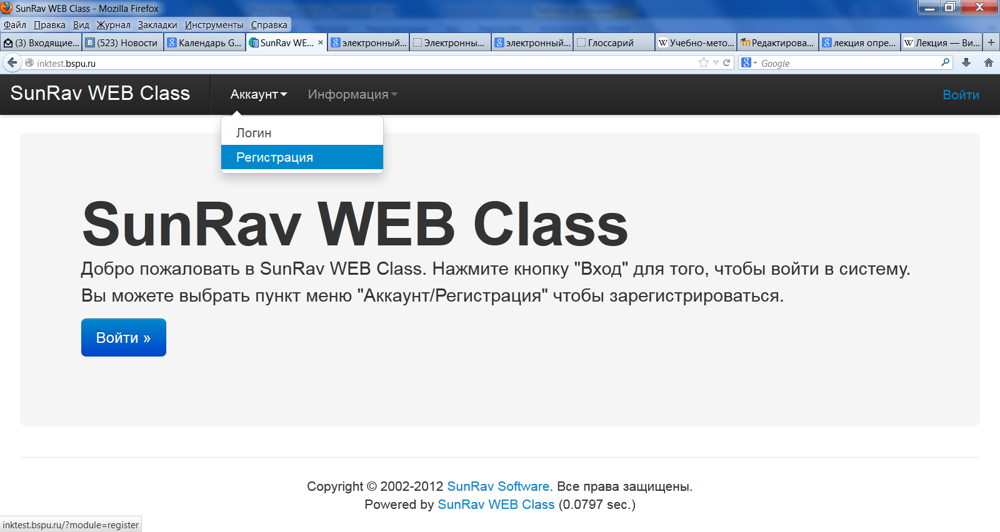 SunRav WEB Class - Mozilla Firefox
Файл Правка Вид Журнал Закладки Инструменты Справка
(3) Входящие... (523) Новости Календарь G... SunRav WE... электронный... Электронны... электронный... Глоссарий Учебно-мето... Редактирова... лекция опре... Лекция — Ви...
inktest.bspu.ru Google
SunRav WEB Class Аккаунт Информация Войти
Логин
Регистрация
SunRav WEB Class
Добро пожаловать в SunRav WEB Class. Нажмите кнопку "Вход" для того, чтобы войти в систему.
Вы можете выбрать пункт меню "Аккаунт/Регистрация" чтобы зарегистрироваться.
Войти »
Copyright © 2002-2012 SunRav Software. Все права защищены.
Powered by SunRav WEB Class (0.0797 sec.)
inktest.bspu.ru/?module=register